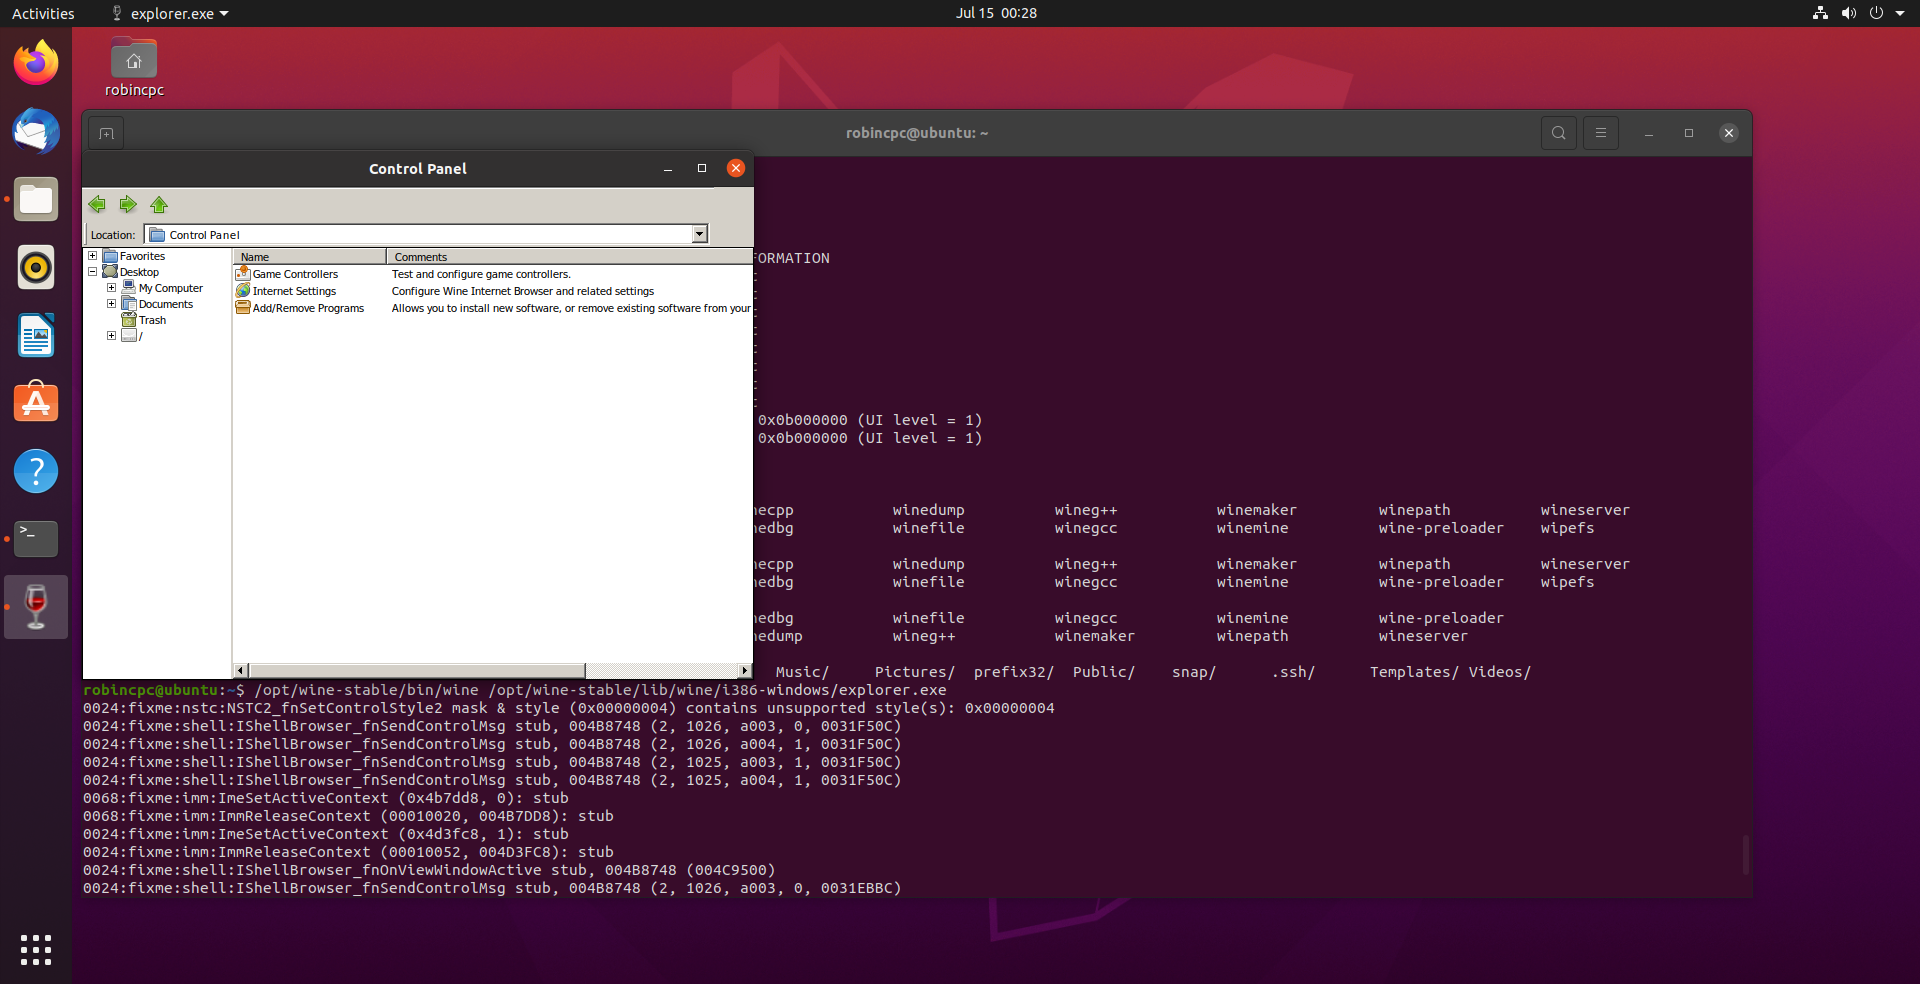 Activities
explorer.exe
Jul 15 00:28
robincpc
robincpc@ubuntu: ~
Control Panel
Location: Control Panel
Favorites
Desktop
My Computer
Documents
Trash
/
Name Comments
Game Controllers Test and configure game controllers.
Internet Settings Configure Wine Internet Browser and related settings
Add/Remove Programs Allows you to install new software, or remove existing software from your
FORMATION
0x0b000000 (UI level = 1)
0x0b000000 (UI level = 1)
necpp winedump wineg++ winemaker winepath wineserver
nedbg winefile winegcc winemine wine-preloader wipefs
necpp winedump wineg++ winemaker winepath wineserver
nedbg winefile winegcc winemine wine-preloader wipefs
nedbg winefile winegcc winemine wine-preloader
nedump wineg++ winemaker winepath wineserver
Music/ Pictures/ prefix32/ Public/ snap/ .ssh/ Templates/ Videos/
robincpc@ubuntu:~$ /opt/wine-stable/bin/wine /opt/wine-stable/lib/wine/i386-windows/explorer.exe
0024:fixme:nstc:NSTC2_fnSetControlStyle2 mask & style (0x00000004) contains unsupported style(s): 0x00000004
0024:fixme:shell:IShellBrowser_fnSendControlMsg stub, 004B8748 (2, 1026, a003, 0, 0031F50C)
0024:fixme:shell:IShellBrowser_fnSendControlMsg stub, 004B8748 (2, 1026, a004, 1, 0031F50C)
0024:fixme:shell:IShellBrowser_fnSendControlMsg stub, 004B8748 (2, 1025, a003, 1, 0031F50C)
0024:fixme:shell:IShellBrowser_fnSendControlMsg stub, 004B8748 (2, 1025, a004, 1, 0031F50C)
0068:fixme:imm:ImeSetActiveContext (0x4b7dd8, 0): stub
0068:fixme:imm:ImmReleaseContext (00010020, 004B7DD8): stub
0024:fixme:imm:ImeSetActiveContext (0x4d3fc8, 1): stub
0024:fixme:imm:ImmReleaseContext (00010052, 004D3FC8): stub
0024:fixme:shell:IShellBrowser_fnOnViewWindowActive stub, 004B8748 (004C9500)
0024:fixme:shell:IShellBrowser_fnSendControlMsg stub, 004B8748 (2, 1026, a003, 0, 0031EBBC)